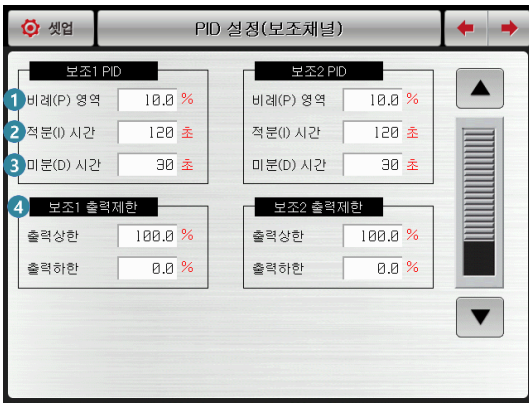 셋업
PID 설정(보조채널)
보조1 PID
1 비례(P) 영역 10.0 %
2 적분(I) 시간 120 초
3 미분(D) 시간 30 초
보조2 PID
비례(P) 영역 10.0 %
적분(I) 시간 120 초
미분(D) 시간 30 초
4 보조1 출력제한
출력상한 100.0 %
출력하한 0.0 %
보조2 출력제한
출력상한 100.0 %
출력하한 0.0 %